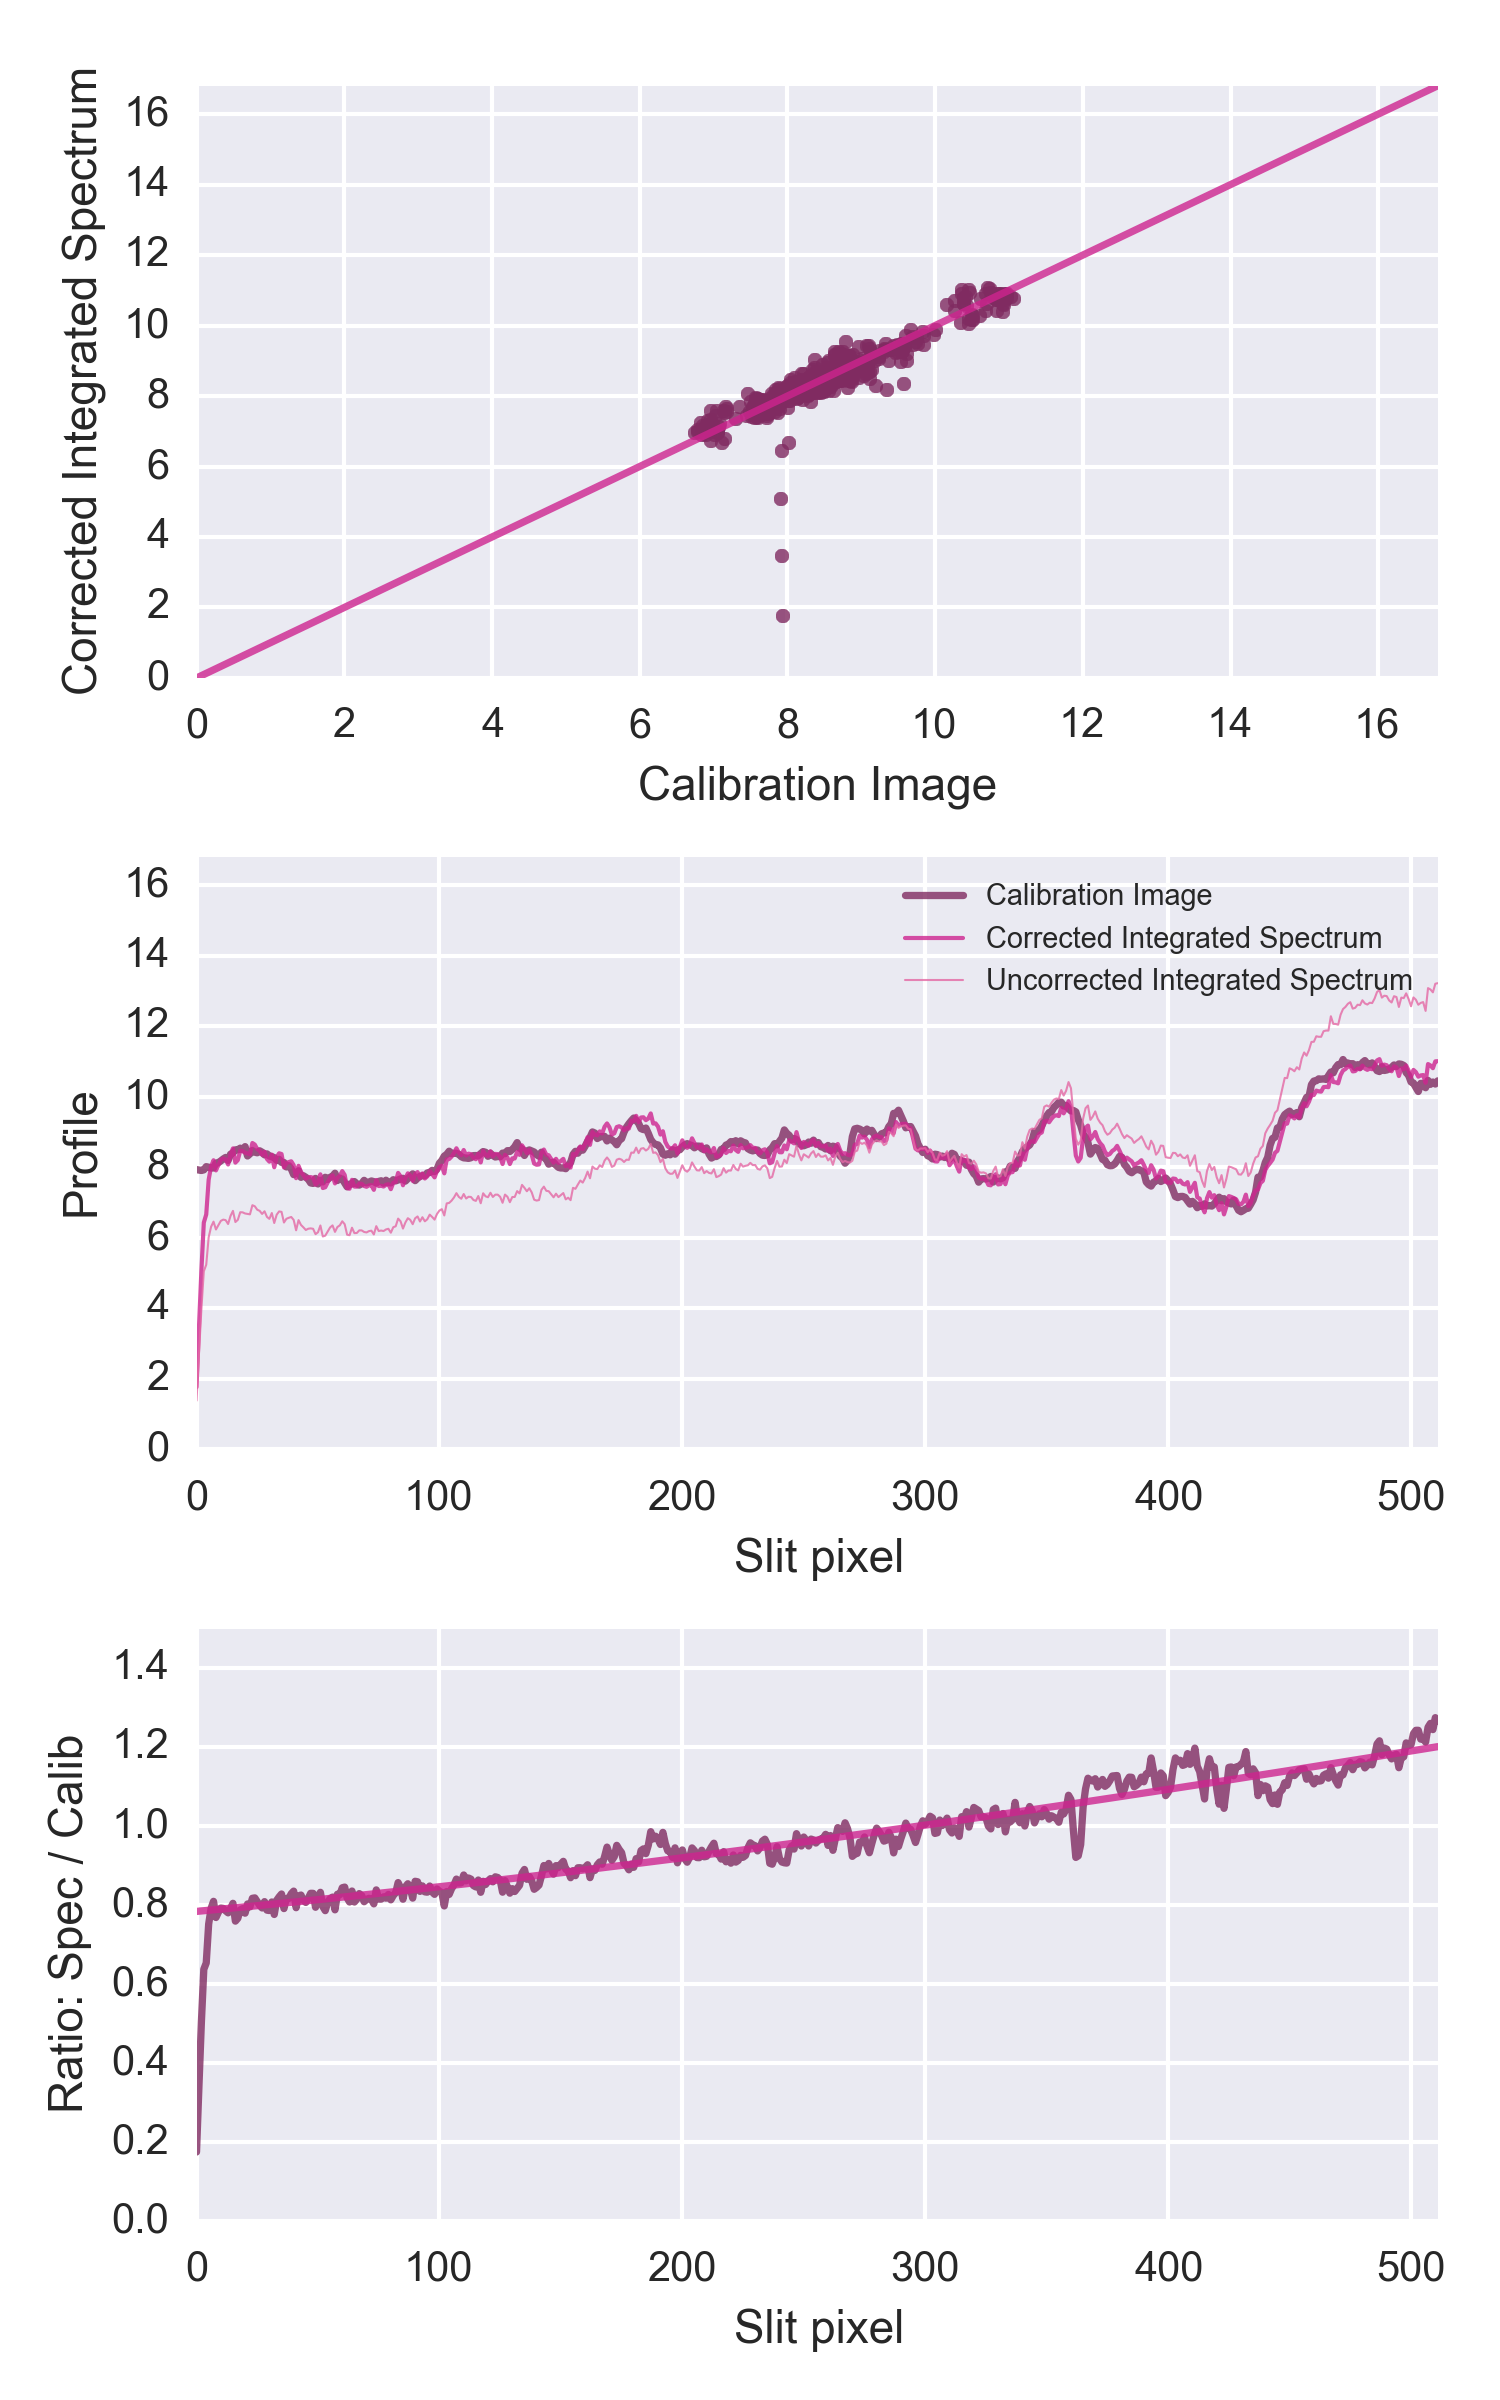 Corrected Integrated Spectrum
16
14
12
10
8
6
4
2
0
0 2 4 6 8 10 12 14 16
Calibration Image
Profile
16
14
12
10
8
6
4
2
0
Calibration Image
Corrected Integrated Spectrum
Uncorrected Integrated Spectrum
0 100 200 300 400 500
Slit pixel
Ratio: Spec / Calib
1.4
1.2
1.0
0.8
0.6
0.4
0.2
0.0
0 100 200 300 400 500
Slit pixel